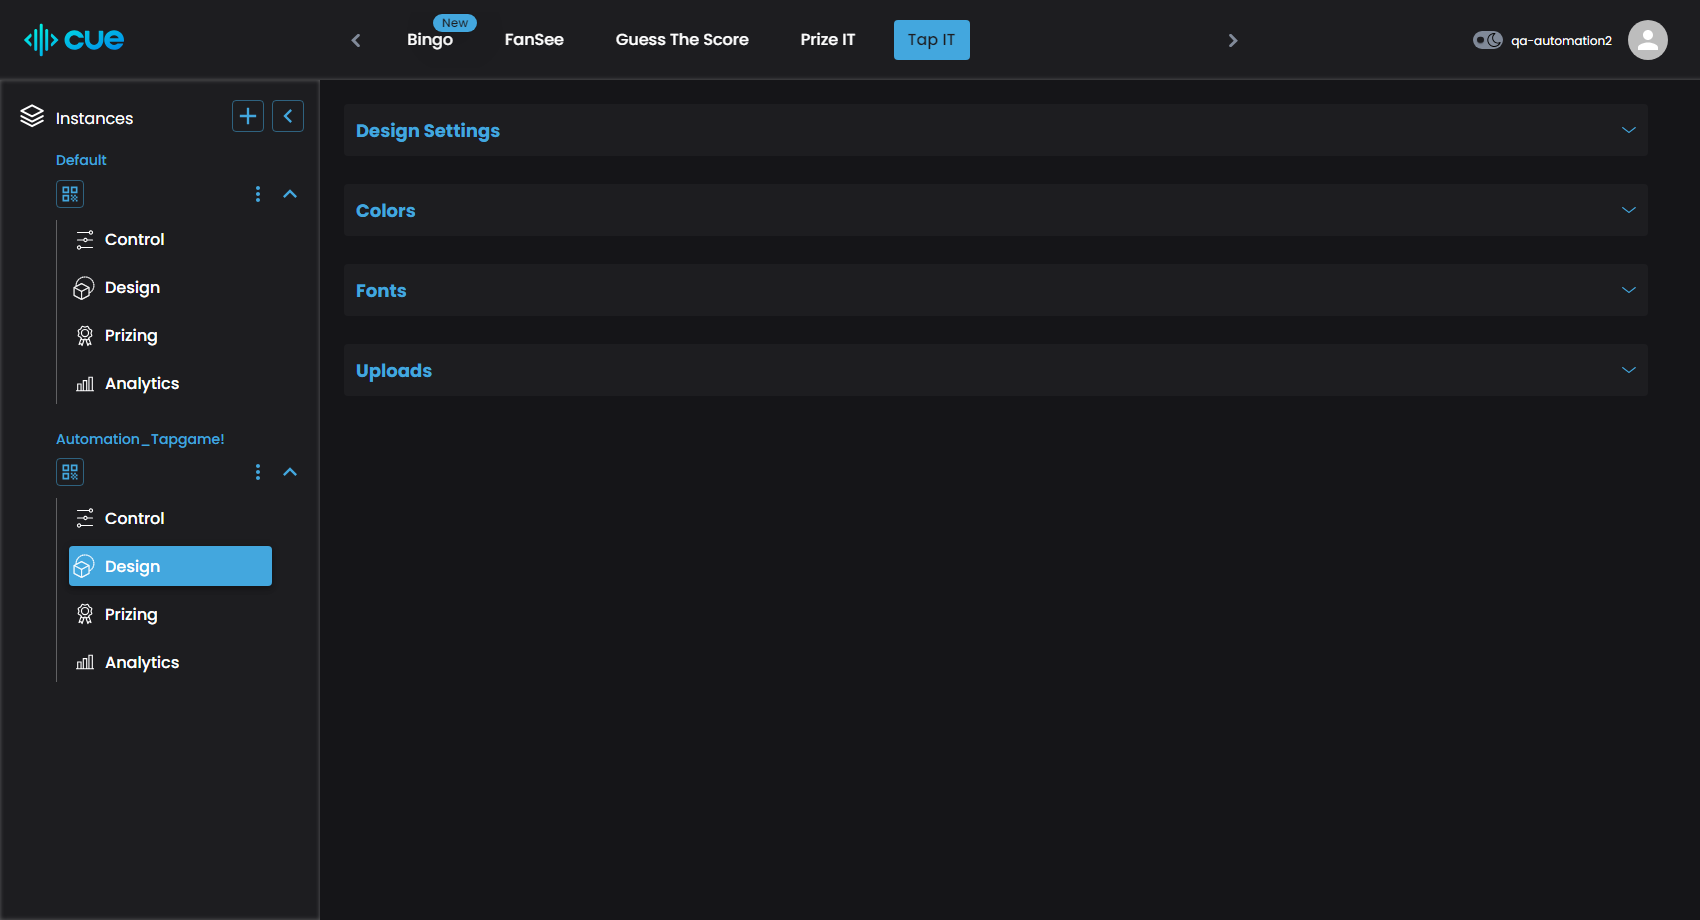 cue
Bingo
New
FanSee
Guess The Score
Prize IT
Tap IT
qa-automation2
Instances
Default
Control
Design
Prizing
Analytics
Automation_Tapgame!
Control
Design
Prizing
Analytics
Design Settings
Colors
Fonts
Uploads